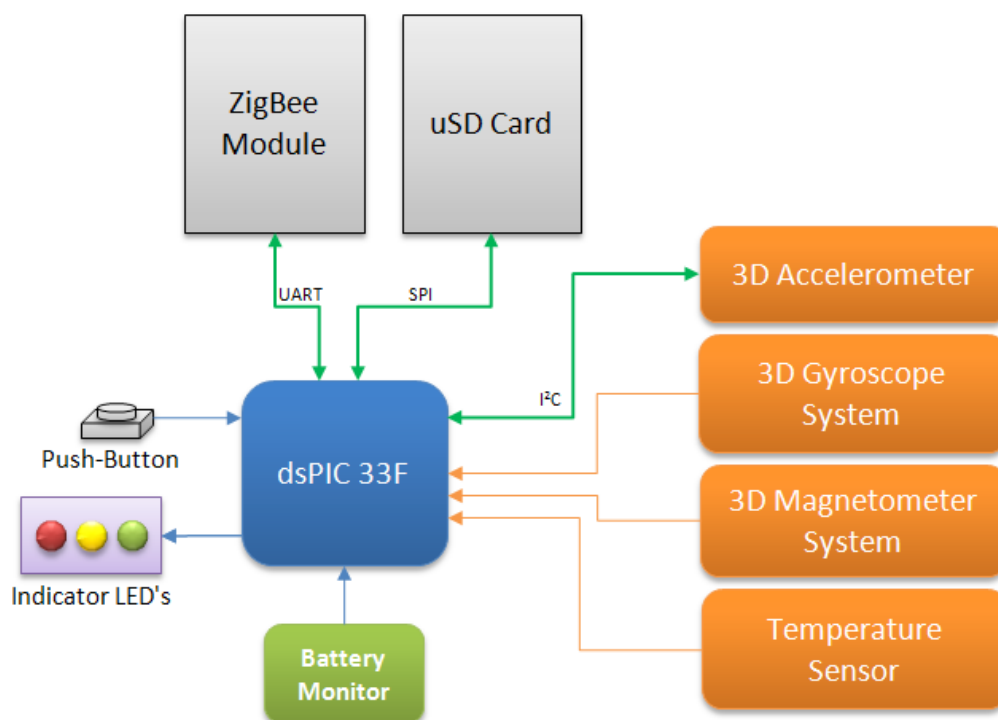 ZigBee
Module
uSD Card
UART
SPI
3D Accelerometer
I²C
3D Gyroscope
System
Push-Button
dsPIC 33F
3D Magnetometer
System
Indicator LED's
Battery
Monitor
Temperature
Sensor